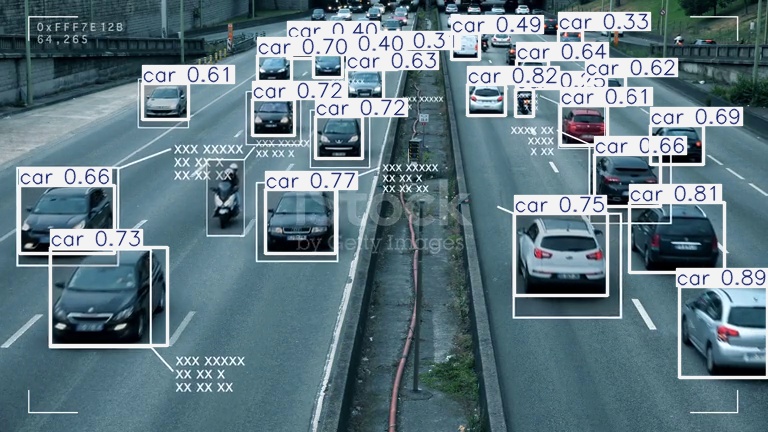 0xFFF7E12B
64,265
car 0.40
car 0.49
car 0.33
car 0.70
0.40
0.31
car 0.64
car 0.63
car 0.61
car 0.82
0.25
car 0.62
car 0.72
car 0.72
car 0.61
car 0.69
xxxxx
XXX XXXXX
XX XX X
car 0.66
car 0.66
car 0.77
XXX XXXXX
XX XX X
XX XX XX
car 0.75
car 0.81
iStock
by Getty Images
car 0.73
car 0.89
XXX XXXXX
XX XX X
XX XX XX